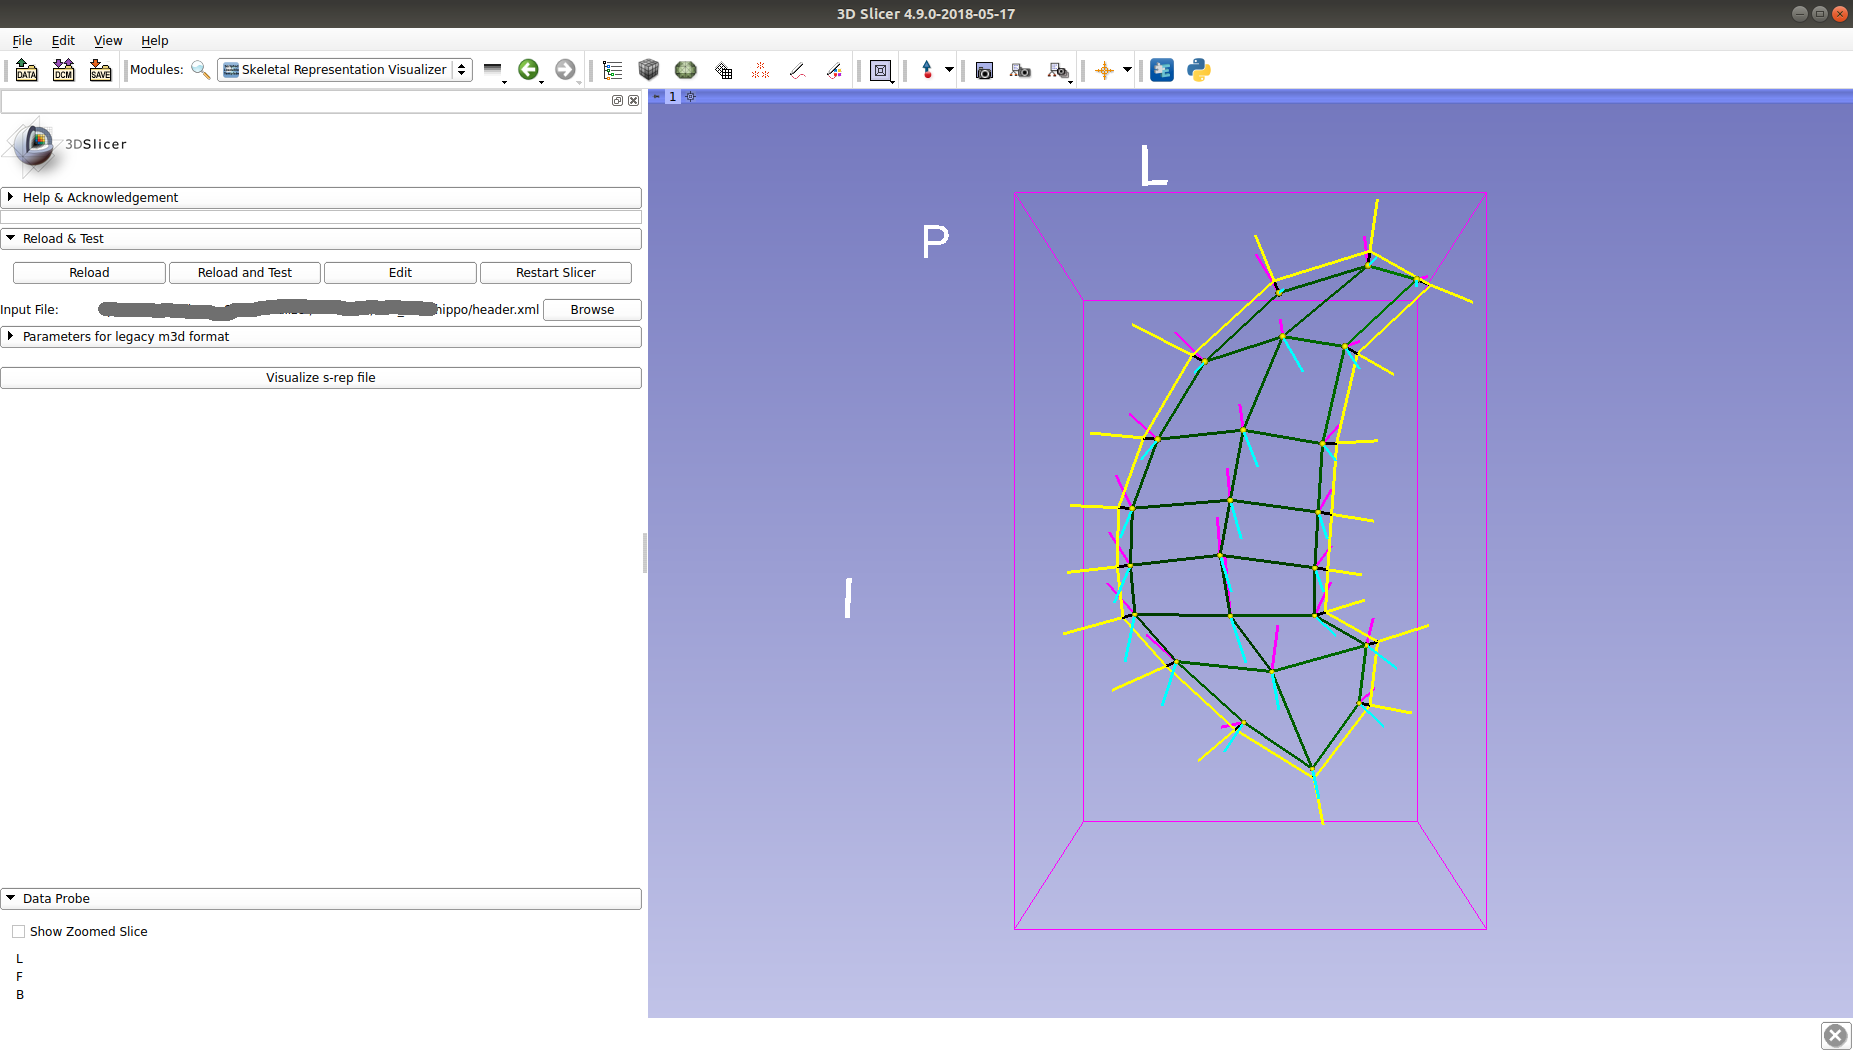 3D Slicer 4.9.0-2018-05-17
File Edit View Help
DATA DCM SAVE Modules: Skeletal Representation Visualizer
1
3DSlicer
Help & Acknowledgement
Reload & Test
Reload Reload and Test Edit Restart Slicer
Input File: hippo/header.xml Browse
Parameters for legacy m3d format
Visualize s-rep file
Data Probe
Show Zoomed Slice
L
F
B
L
P
I